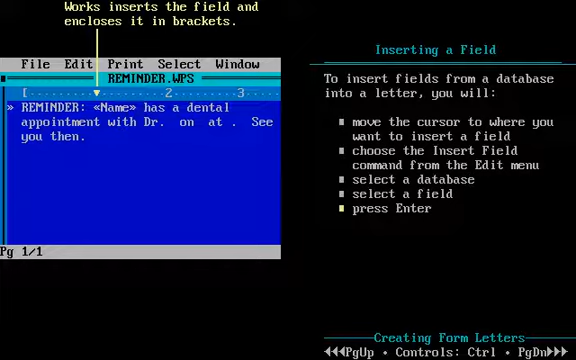 Works inserts the field and
encloses it in brackets.
File Edit Print Select Window
REMINDER.WPS
[ 2 3
» REMINDER: «Name» has a dental
appointment with Dr. on at . See
you then.
Pg 1/1
Inserting a Field
To insert fields from a database
into a letter, you will:
■ move the cursor to where you
want to insert a field
■ choose the Insert Field
command from the Edit menu
■ select a database
■ select a field
■ press Enter
Creating Form Letters
◄◄◄PgUp • Controls: Ctrl • PgDn►►►